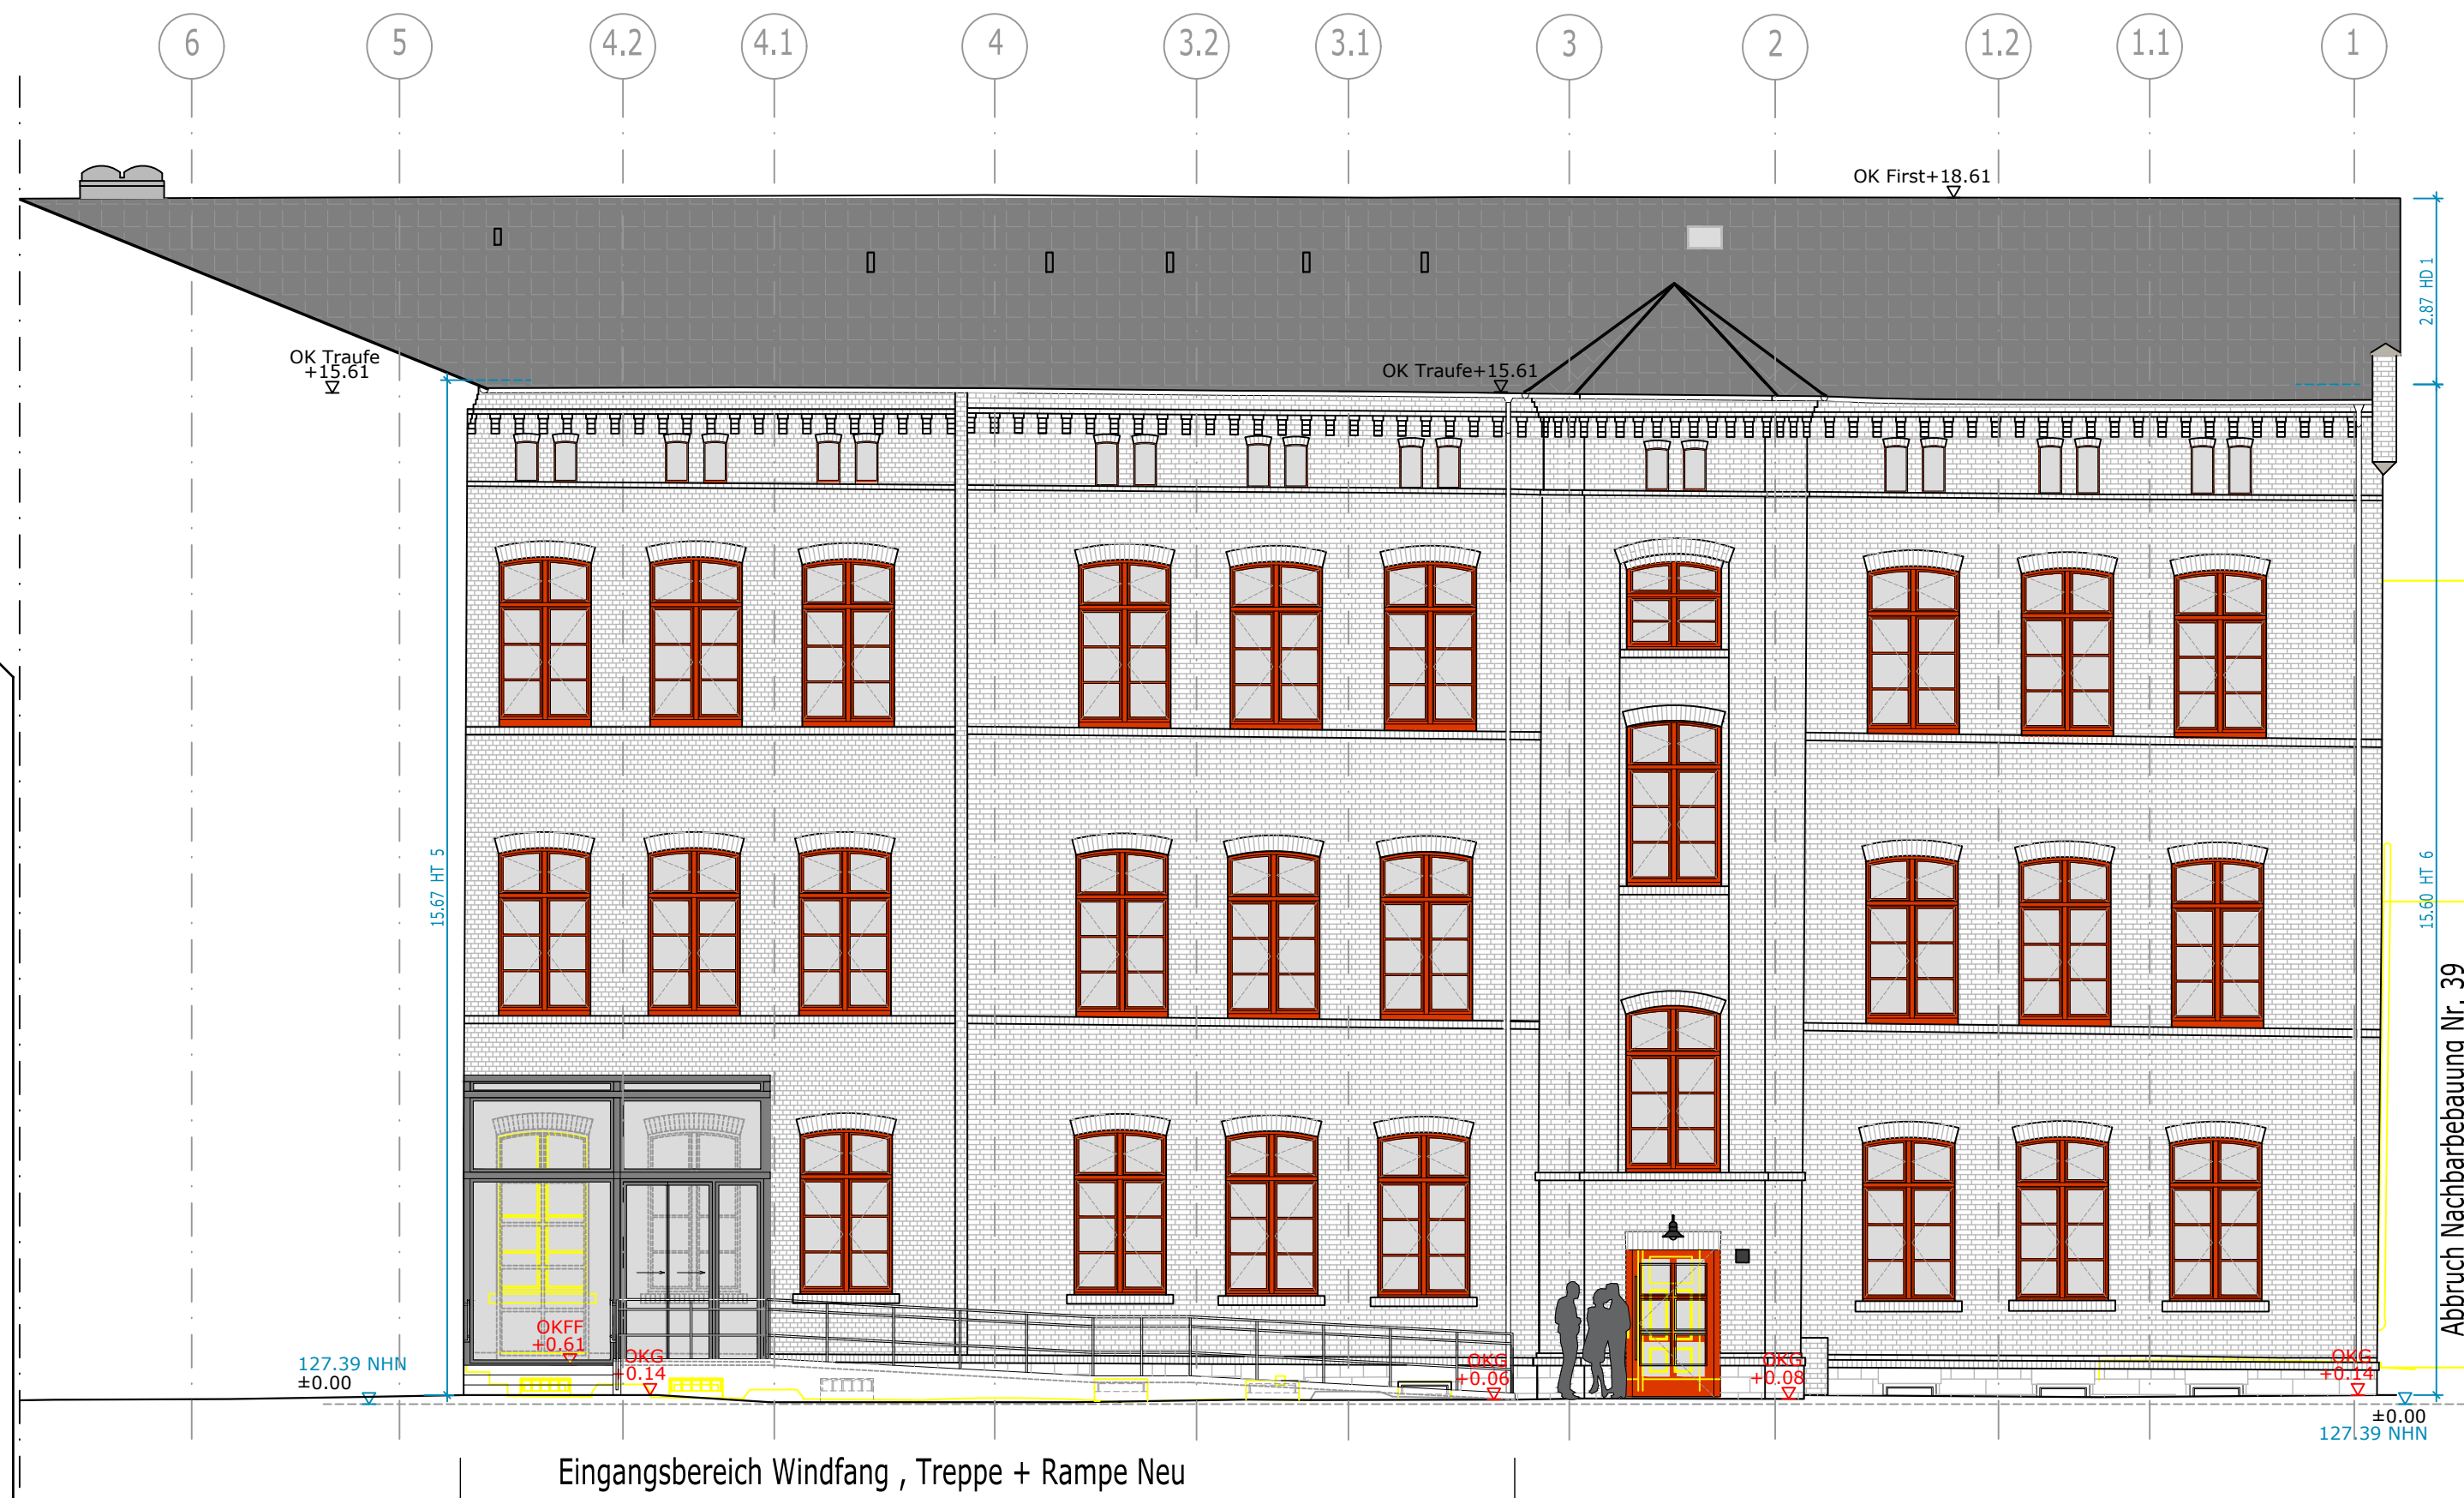 6 5 4.2 4.1 4 3.2 3.1 3 2 1.2 1.1 1
OK First+18.61
2.87 HD 1
OK Traufe
+15.61
OK Traufe+15.61
15.67 HT 5
15.60 HT 6
Abbruch Nachbarbebauung Nr. 39
OKFF
+0.61
OKG
+0.14
OKG
+0.06
OKG
+0.08
OKG
+0.14
127.39 NHN
±0.00
±0.00
127.39 NHN
Eingangsbereich Windfang , Treppe + Rampe Neu